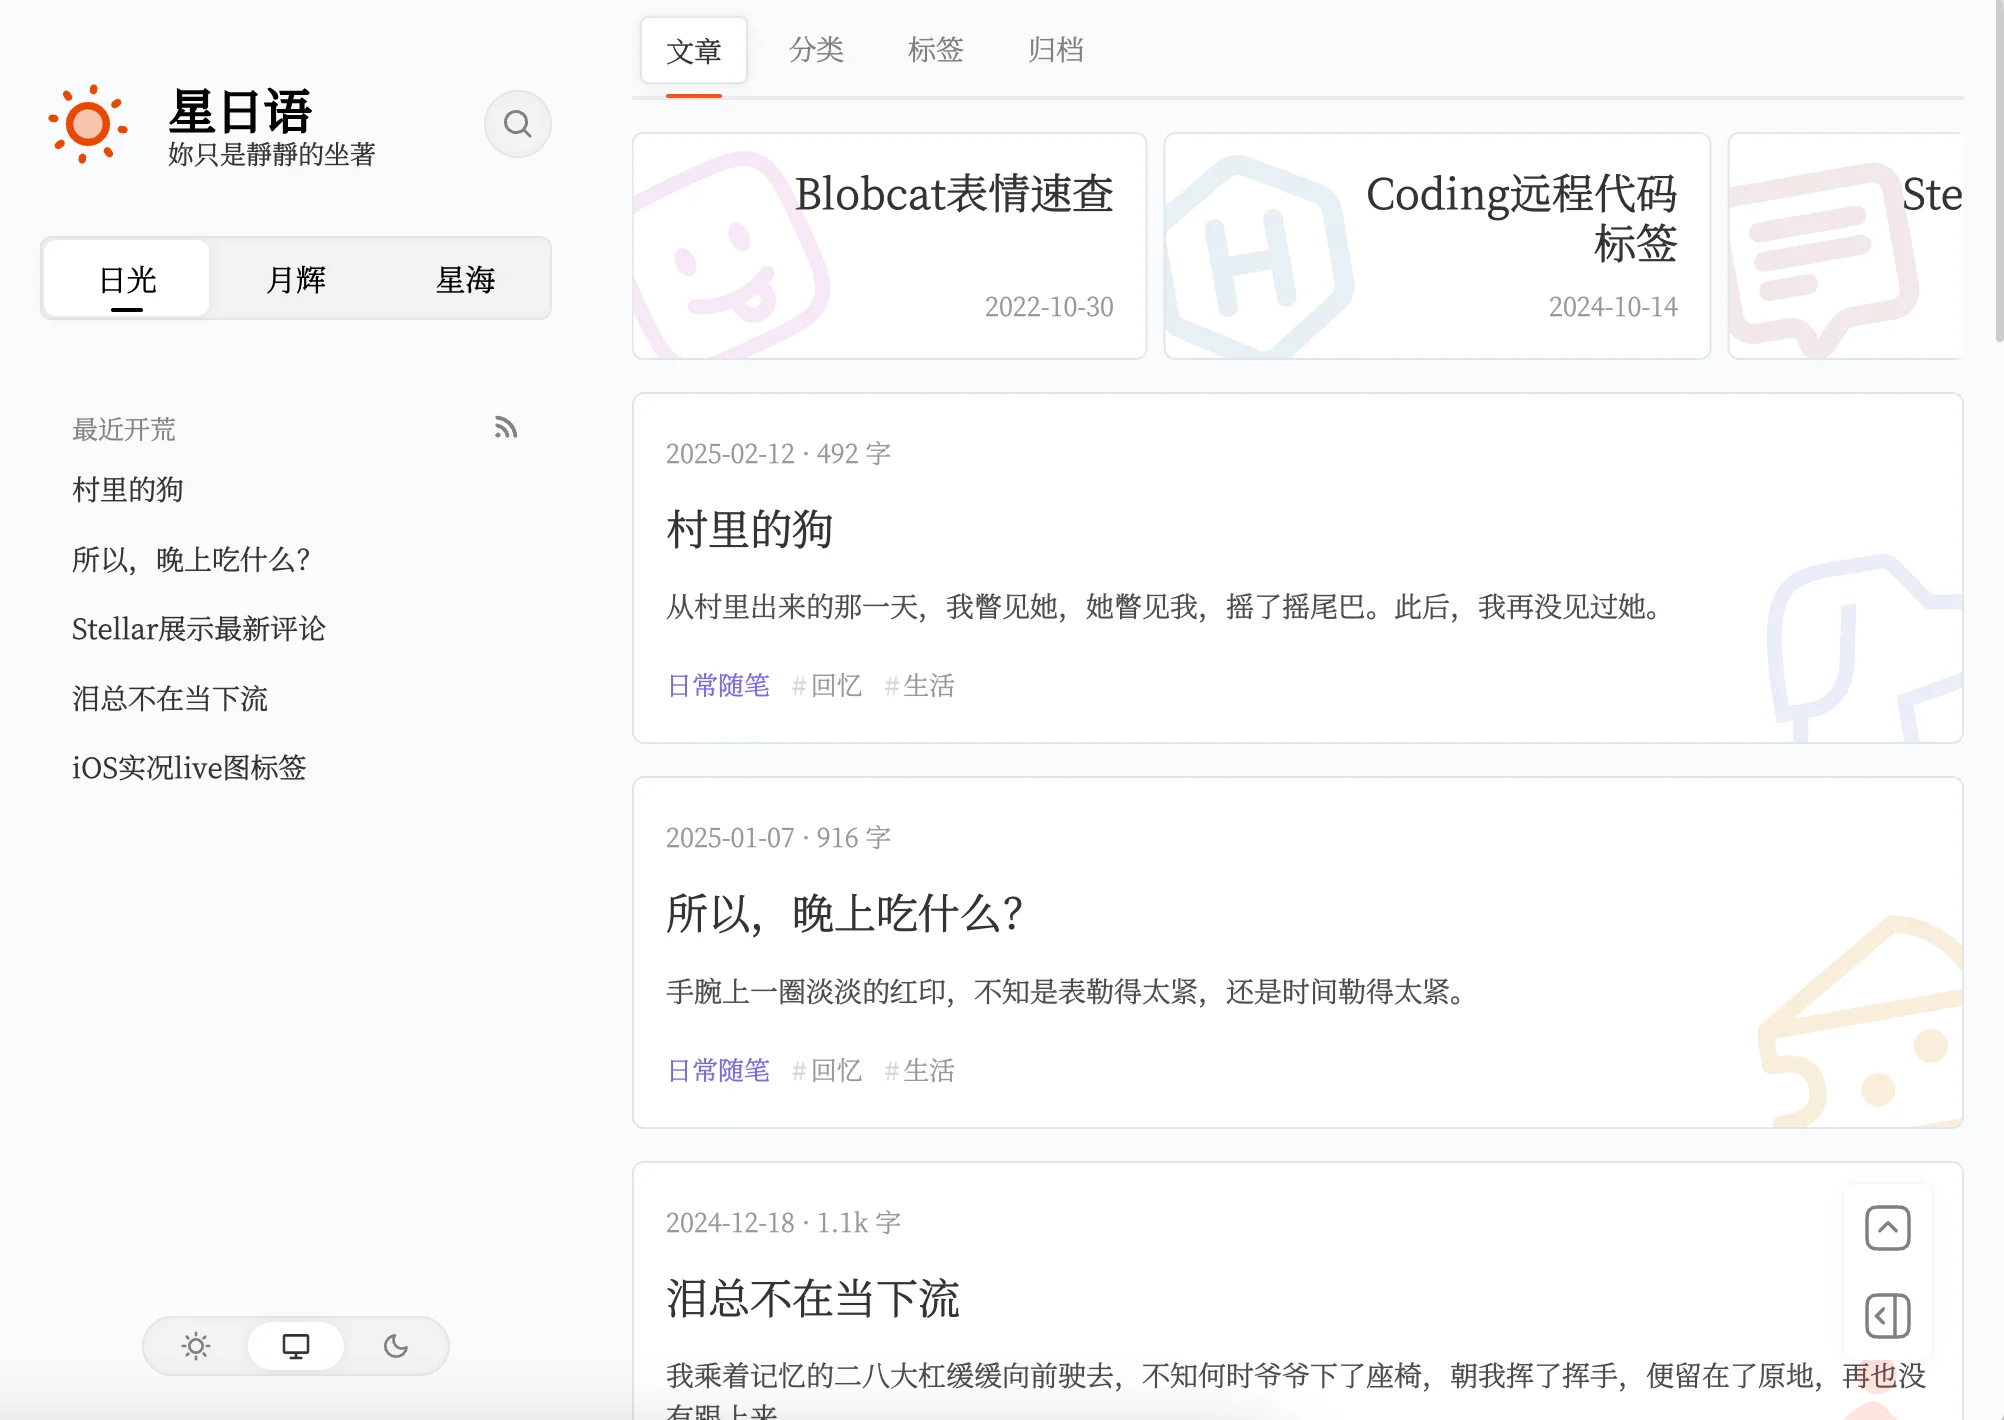 星日语
妳只是靜靜的坐著
日光
月辉
星海
最近开荒
村里的狗
所以，晚上吃什么？
Stellar展示最新评论
泪总不在当下流
iOS实况live图标签
文章
分类
标签
归档
Blobcat表情速查
2022-10-30
Coding远程代码
标签
2024-10-14
Ste
2025-02-12 · 492 字
村里的狗
从村里出来的那一天，我瞥见她，她瞥见我，摇了摇尾巴。此后，我再没见过她。
日常随笔 # 回忆 # 生活
2025-01-07 · 916 字
所以，晚上吃什么？
手腕上一圈淡淡的红印，不知是表勒得太紧，还是时间勒得太紧。
日常随笔 # 回忆 # 生活
2024-12-18 · 1.1k 字
泪总不在当下流
我乘着记忆的二八大杠缓缓向前驶去，不知何时爷爷下了座椅，朝我挥了挥手，便留在了原地，再也没
有跟上来